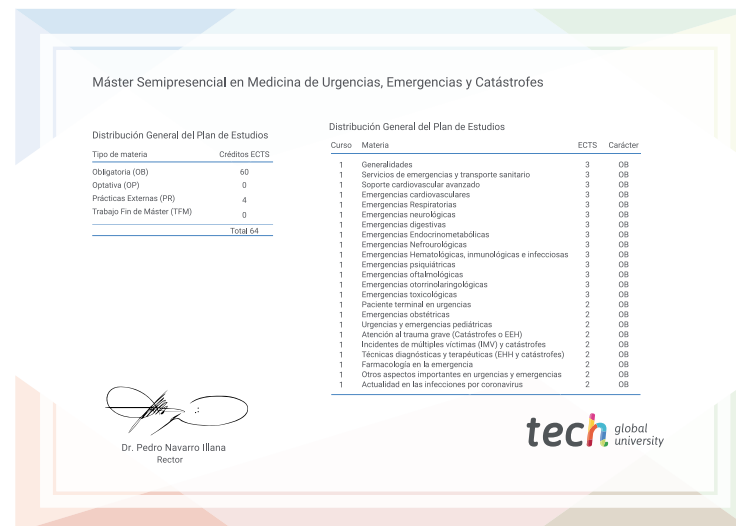 Máster Semipresencial en Medicina de Urgencias, Emergencias y Catástrofes
Distribución General del Plan de Estudios
Tipo de materia Créditos ECTS
Obligatoria (OB) 60
Optativa (OP) 0
Prácticas Externas (PR) 4
Trabajo Fin de Máster (TFM) 0
Total 64
Distribución General del Plan de Estudios
Curso Materia ECTS Carácter
1 Generalidades 3 OB
1 Servicios de emergencias y transporte sanitario 3 OB
1 Soporte cardiovascular avanzado 3 OB
1 Emergencias cardiovasculares 3 OB
1 Emergencias Respiratorias 3 OB
1 Emergencias neurológicas 3 OB
1 Emergencias digestivas 3 OB
1 Emergencias Endocrinometabólicas 3 OB
1 Emergencias Nefrourológicas 3 OB
1 Emergencias Hematológicas, inmunológicas e infecciosas 3 OB
1 Emergencias psiquiátricas 3 OB
1 Emergencias oftalmológicas 3 OB
1 Emergencias otorrinolaringológicas 3 OB
1 Emergencias toxicológicas 3 OB
1 Paciente terminal en urgencias 2 OB
1 Emergencias obstétricas 2 OB
1 Urgencias y emergencias pediátricas 2 OB
1 Atención al trauma grave (Catástrofes o EEH) 2 OB
1 Incidentes de múltiples víctimas (IMV) y catástrofes 2 OB
1 Técnicas diagnósticas y terapéuticas (EHH y catástrofes) 2 OB
1 Farmacología en la emergencia 2 OB
1 Otros aspectos importantes en urgencias y emergencias 2 OB
1 Actualidad en las infecciones por coronavirus 2 OB
Dr. Pedro Navarro Illana
Rector
tech global university